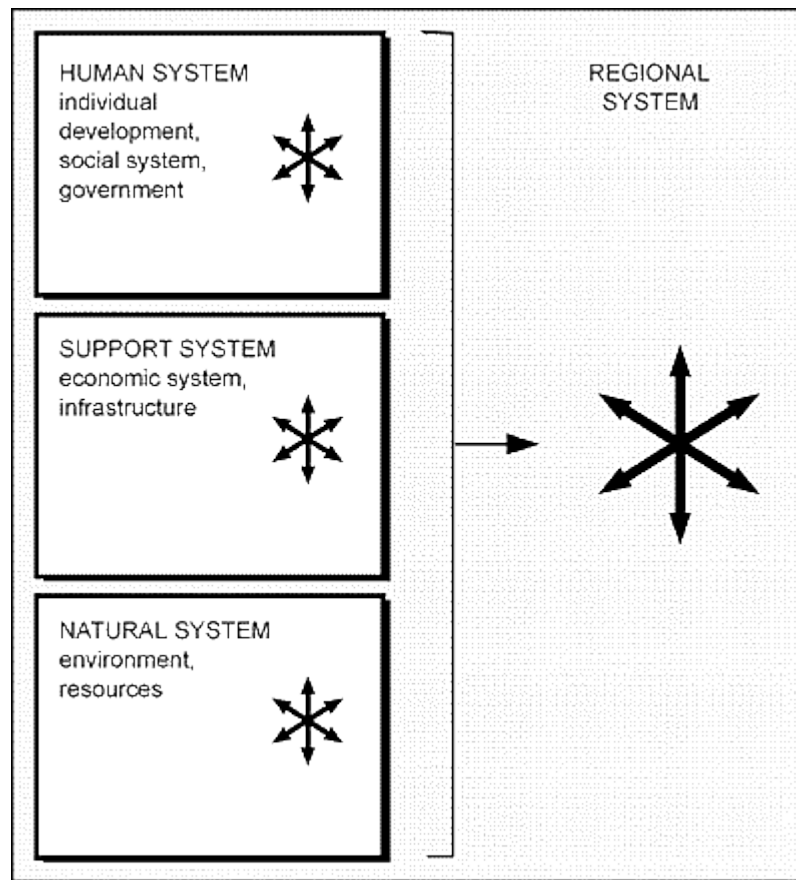 HUMAN SYSTEM
individual
development,
social system,
government
SUPPORT SYSTEM
economic system,
infrastructure
NATURAL SYSTEM
environment,
resources
REGIONAL
SYSTEM